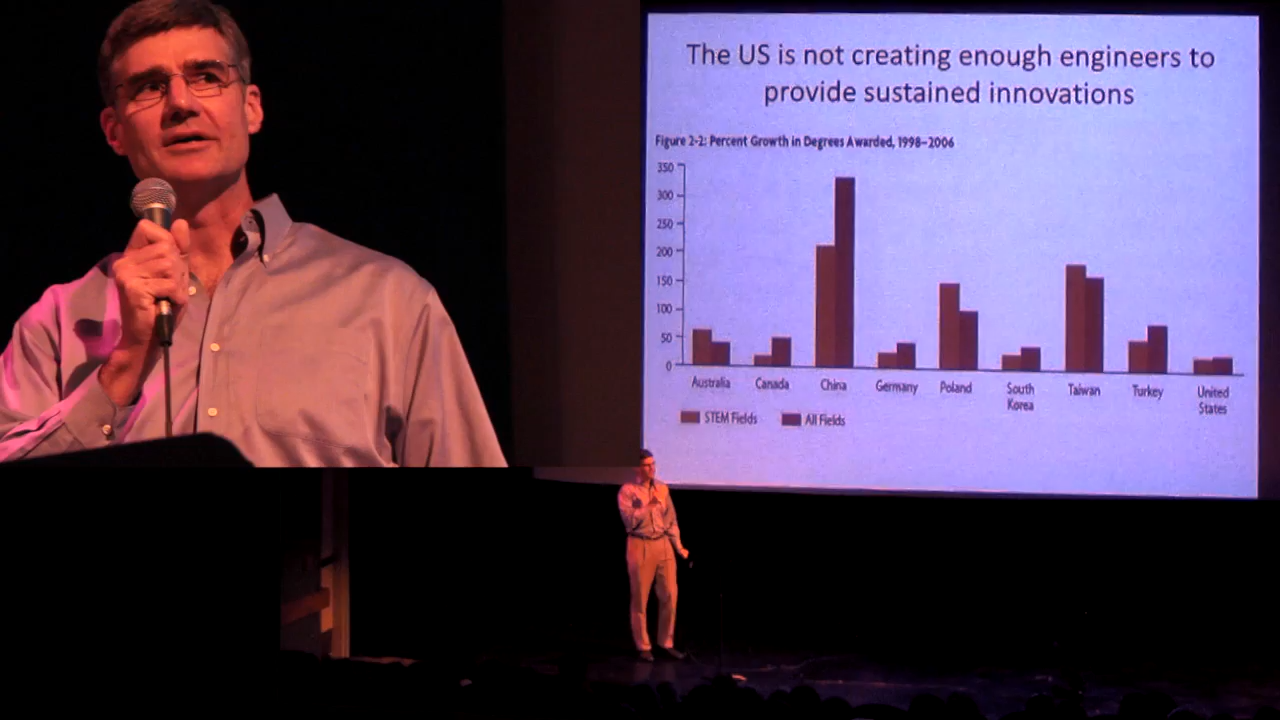 The US is not creating enough engineers to
provide sustained innovations
Figure 2-2: Percent Growth in Degrees Awarded, 1998–2006
350
300
250
200
150
100
50
0
Australia
Canada
China
Germany
Poland
South
Korea
Taiwan
Turkey
United
States
STEM Fields
All Fields